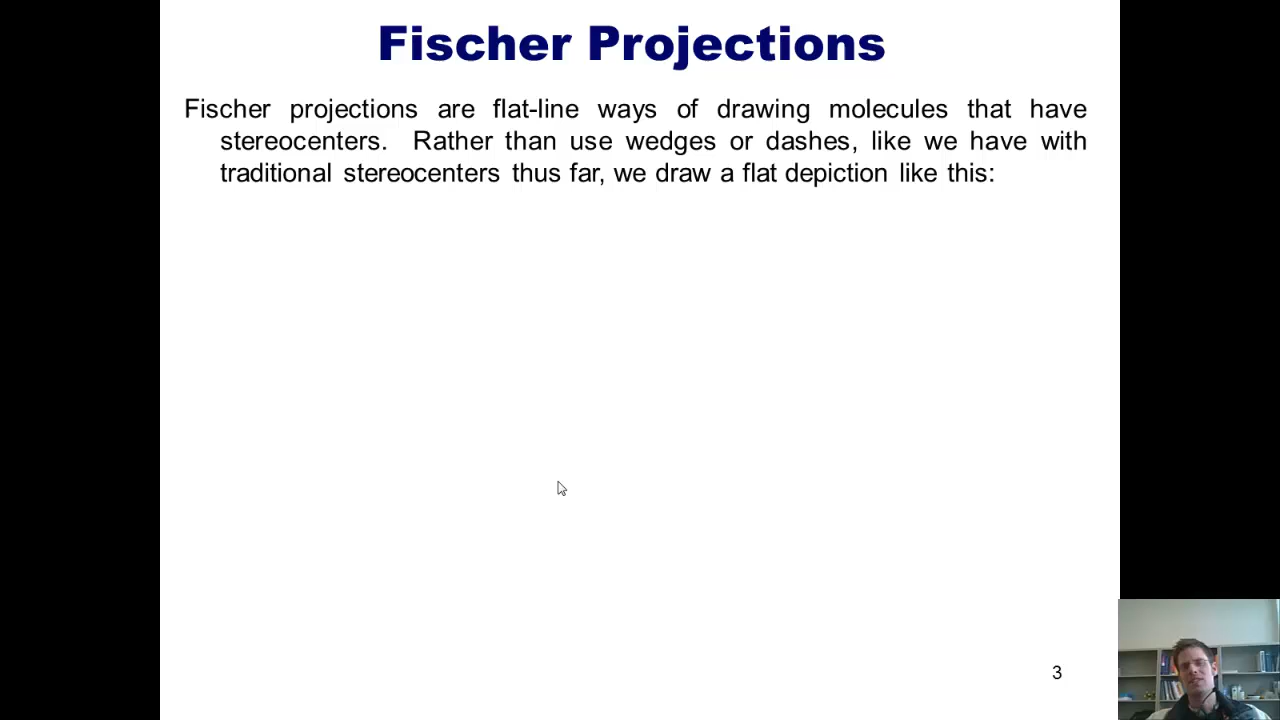 Fischer Projections
Fischer projections are flat-line ways of drawing molecules that have
stereocenters. Rather than use wedges or dashes, like we have with
traditional stereocenters thus far, we draw a flat depiction like this:
3